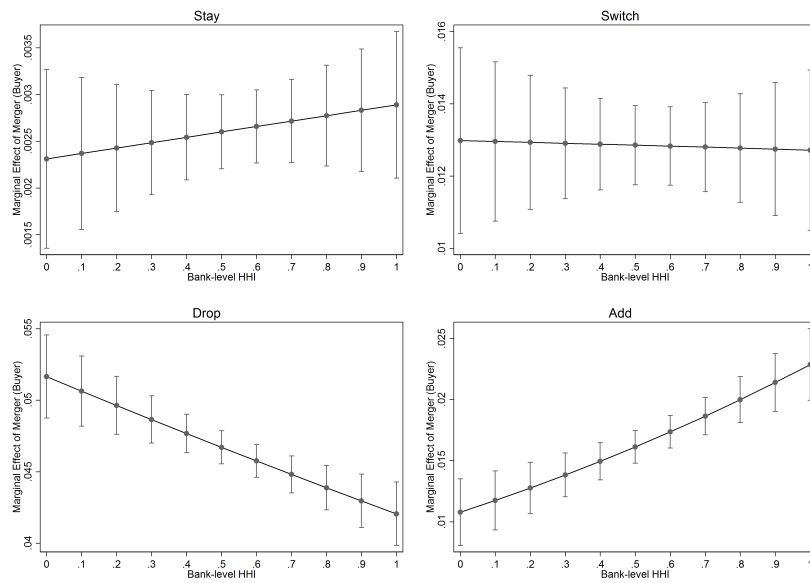 Stay
Marginal Effect of Merger (Buyer)
.0035
.003
.0025
.002
.0015
0 .1 .2 .3 .4 .5 .6 .7 .8 .9 1
Bank-level HHI
Switch
Marginal Effect of Merger (Buyer)
.016
.014
.012
.01
0 .1 .2 .3 .4 .5 .6 .7 .8 .9 1
Bank-level HHI
Drop
Marginal Effect of Merger (Buyer)
.055
.05
.045
.04
0 .1 .2 .3 .4 .5 .6 .7 .8 .9 1
Bank-level HHI
Add
Marginal Effect of Merger (Buyer)
.025
.02
.015
.01
0 .1 .2 .3 .4 .5 .6 .7 .8 .9 1
Bank-level HHI